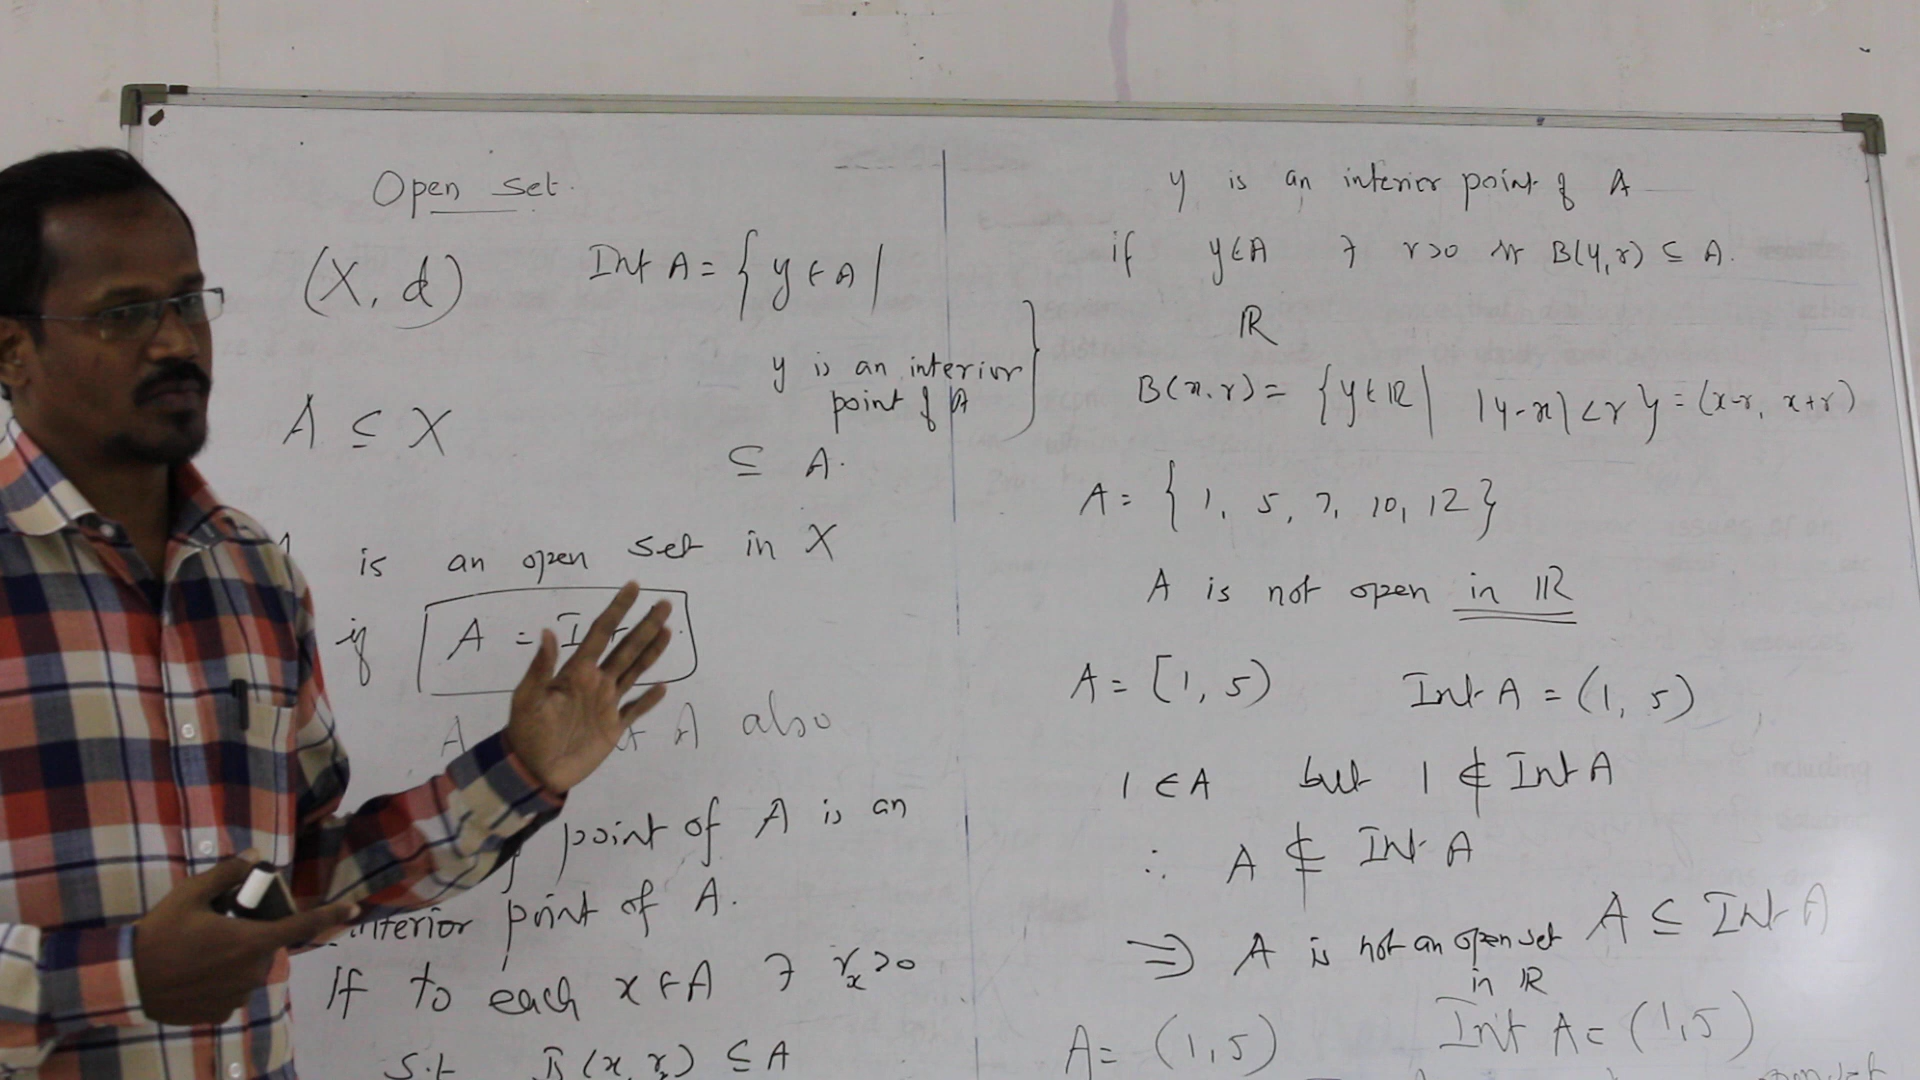 Open set.
(X, d) Int A = { y ∈ A |
y is an interior
point of A }
A ⊆ X
⊆ A.
is an open set in X
if A =
A A also
point of A is an
interior point of A.
If to each x ∈ A ∃ r_x > 0
s.t B(x, r_x) ⊆ A
y is an interior point of A
if y ∈ A ∃ r>0 st B(y, r) ⊆ A.
ℝ
B(x, r) = { y ∈ ℝ | |y - x| < r } = (x-r, x+r)
A = { 1, 5, 7, 10, 12 }
A is not open in ℝ
A = [1, 5) Int A = (1, 5)
1 ∈ A but 1 ∉ Int A
∴ A ⊄ Int A
⇒ A is not an open set A ⊆ Int A
in ℝ
A = (1, 5) Int A = (1, 5)